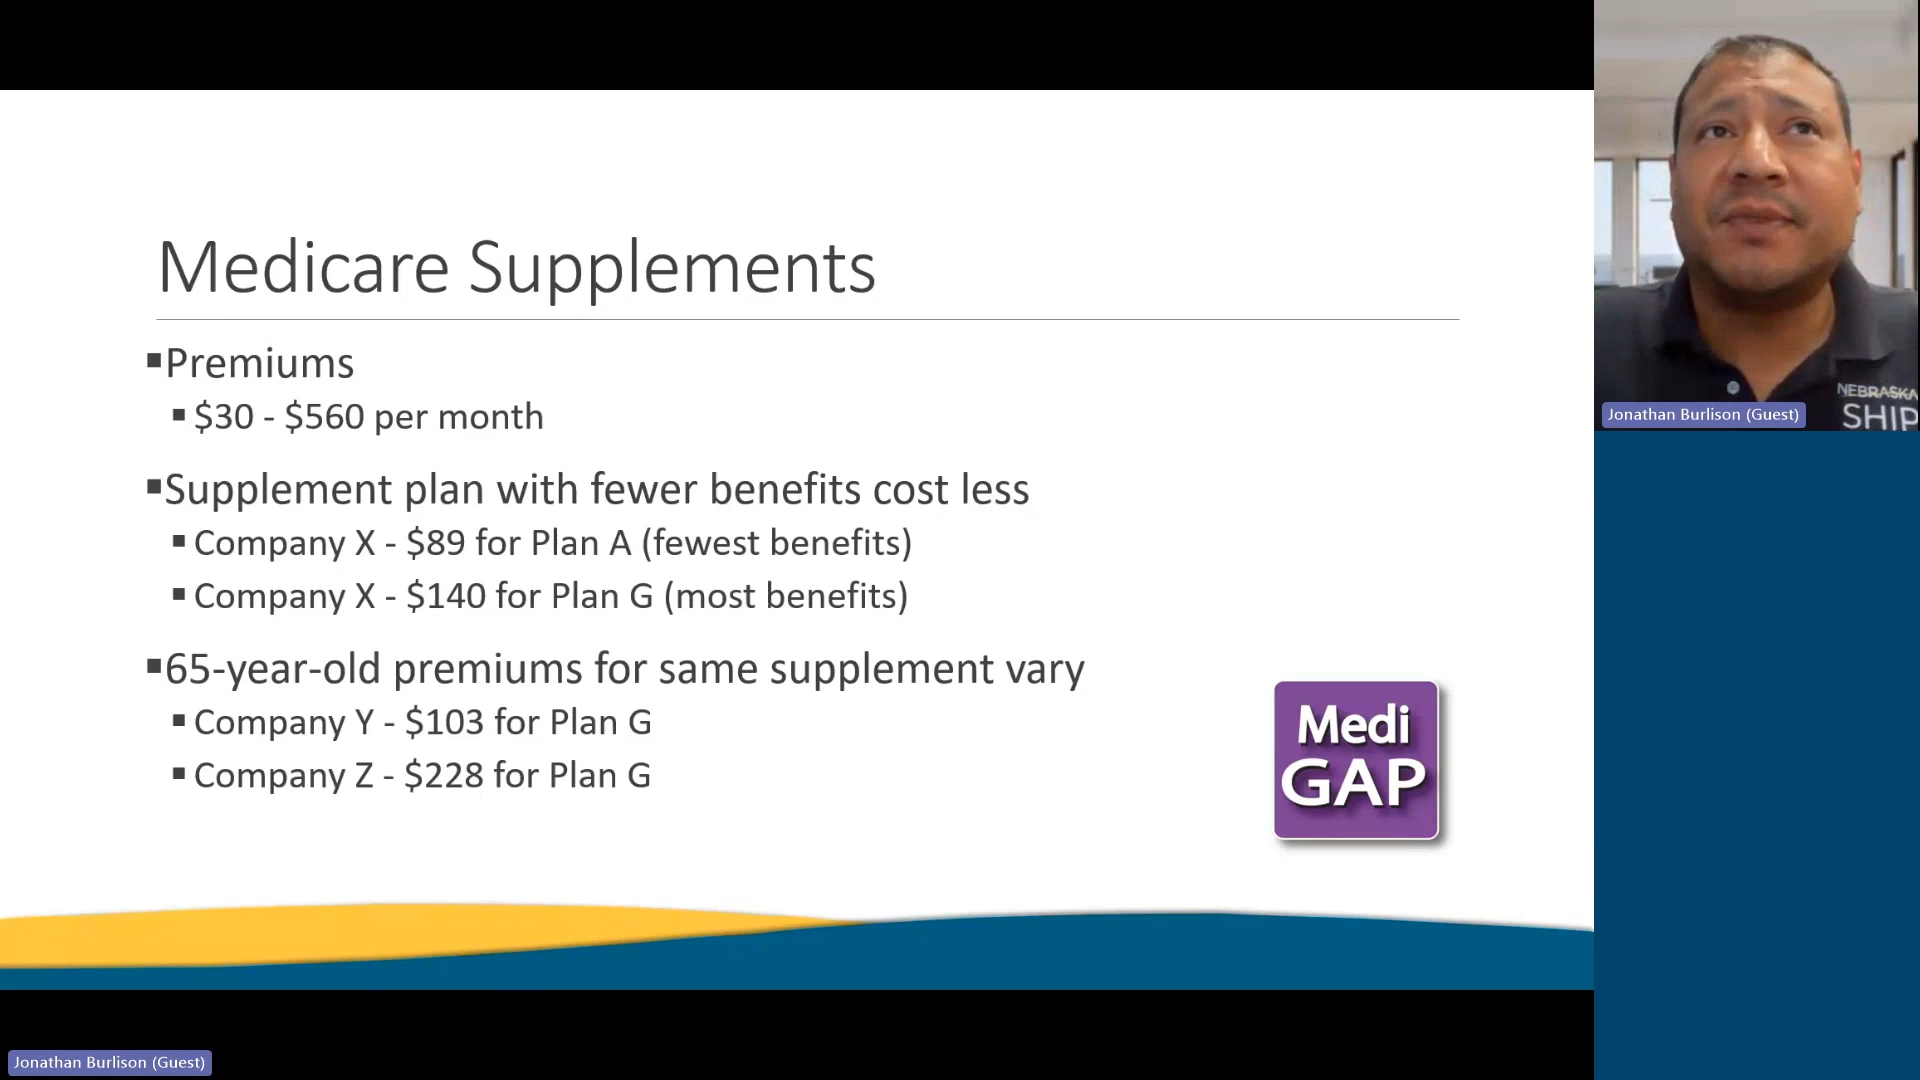 Medicare Supplements
▪Premiums
▪$30 - $560 per month
▪Supplement plan with fewer benefits cost less
▪Company X - $89 for Plan A (fewest benefits)
▪Company X - $140 for Plan G (most benefits)
▪65-year-old premiums for same supplement vary
▪Company Y - $103 for Plan G
▪Company Z - $228 for Plan G
Medi
GAP
NEBRASKA
SHIP
Jonathan Burlison (Guest)
Jonathan Burlison (Guest)